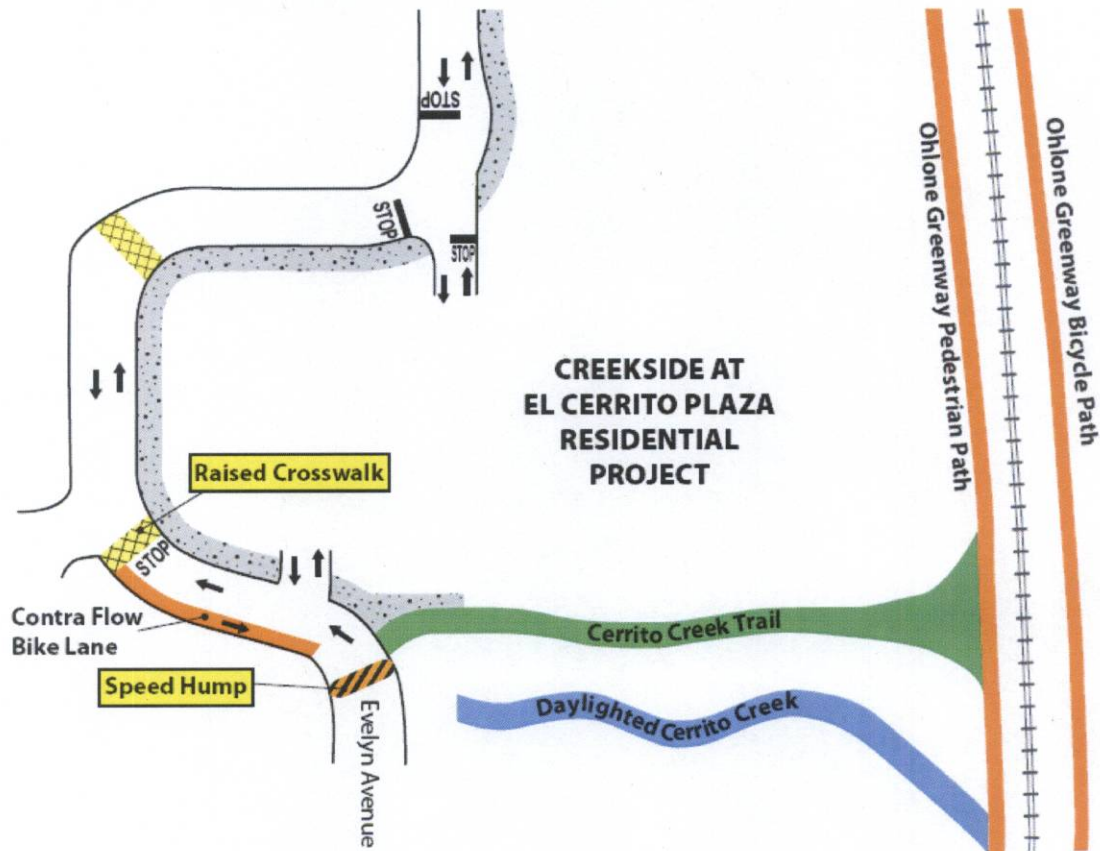 STOP
STOP
STOP
Ohlone Greenway Pedestrian Path
Ohlone Greenway Bicycle Path
CREEKSIDE AT
EL CERRITO PLAZA
RESIDENTIAL
PROJECT
Raised Crosswalk
STOP
Contra Flow
Bike Lane
Cerrito Creek Trail
Speed Hump
Daylighted Cerrito Creek
Evelyn Avenue